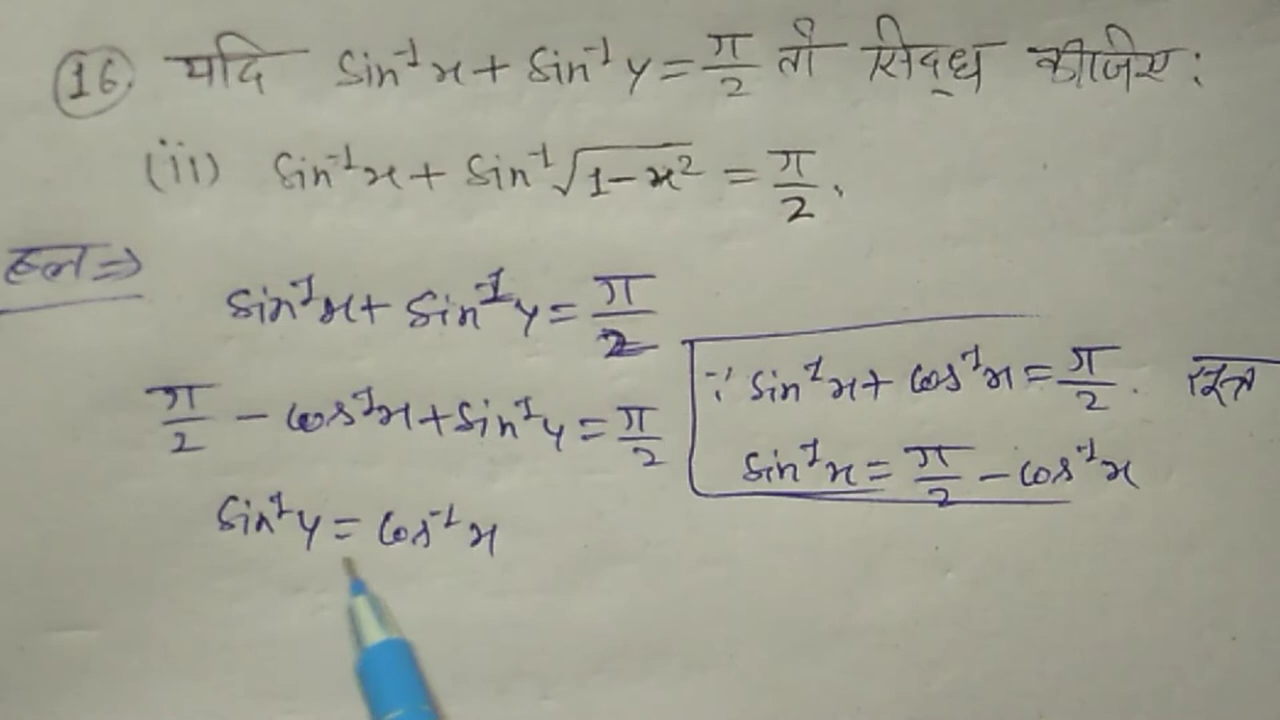 16. यदि sin⁻¹x + sin⁻¹y = π/2 तो सिद्ध कीजिए :
(ii) sin⁻¹x + sin⁻¹√(1-x²) = π/2.
हल ⇒
sin⁻¹x + sin⁻¹y = π/2
π/2 - cos⁻¹x + sin⁻¹y = π/2
∵ sin⁻¹x + cos⁻¹x = π/2. सूत्र
sin⁻¹x = π/2 - cos⁻¹x
sin⁻¹y = cos⁻¹x